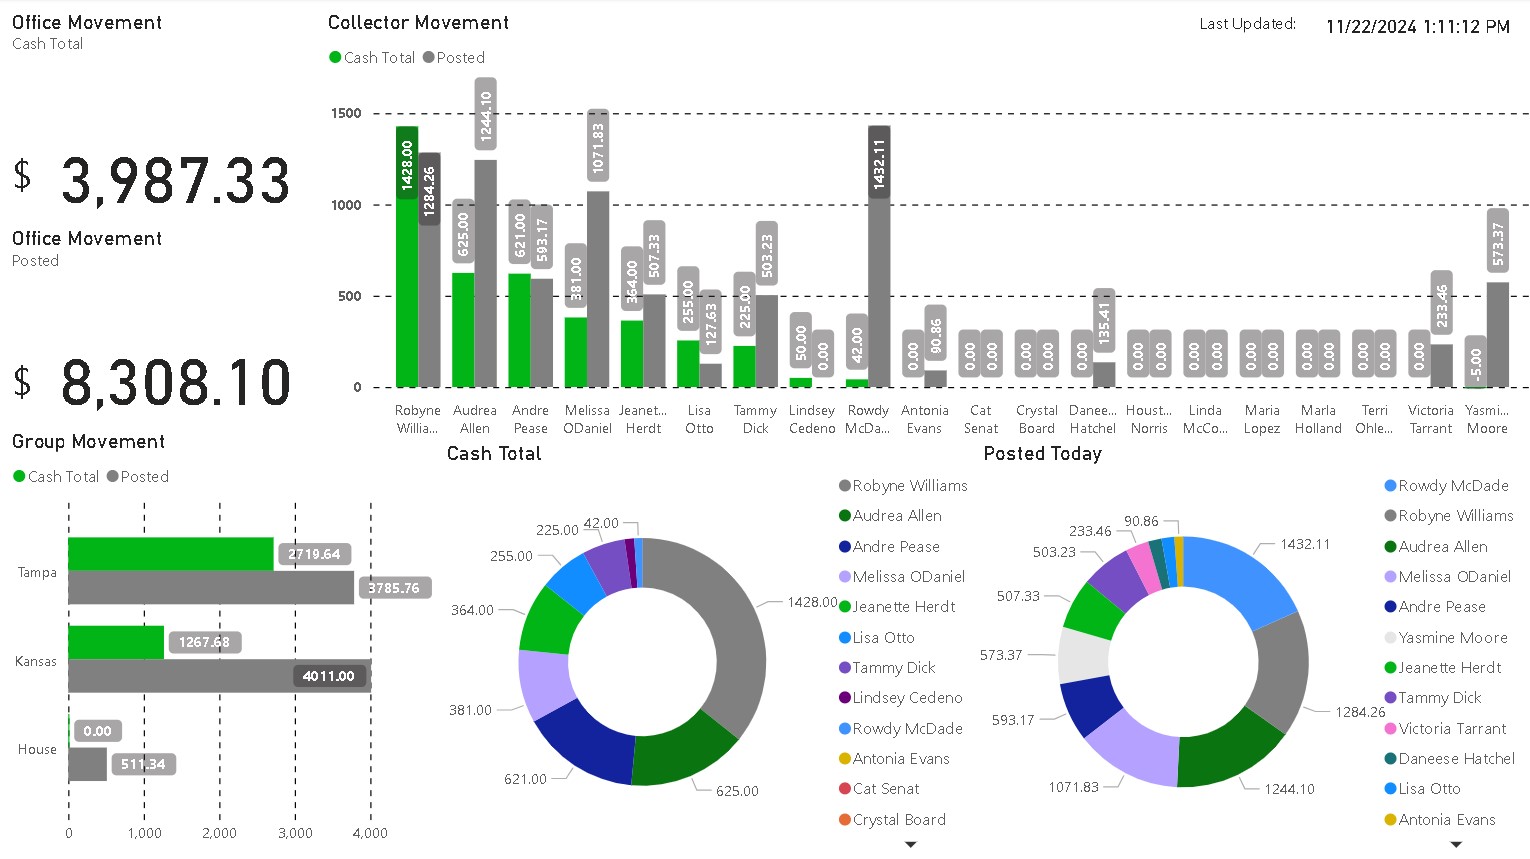 Office Movement
Cash Total
$ 3,987.33
Office Movement
Posted
$ 8,308.10
Collector Movement
Cash Total Posted
Last Updated: 11/22/2024 1:11:12 PM
1500
1000
500
0
1428.00 1284.26
625.00 1244.10
621.00 593.17
381.00 1071.83
364.00 507.33
255.00 127.63
225.00 503.23
50.00 0.00
42.00 1432.11
0.00 90.86
0.00 0.00
0.00 0.00
0.00 135.41
0.00 0.00
0.00 0.00
0.00 0.00
0.00 0.00
0.00 0.00
0.00 233.46
-5.00 573.37
Robyne Willia...
Audrea Allen
Andre Pease
Melissa ODaniel
Jeanet... Herdt
Lisa Otto
Tammy Dick
Lindsey Cedeno
Rowdy McDa...
Antonia Evans
Cat Senat
Crystal Board
Danee... Hatchel
Houst... Norris
Linda McCo...
Maria Lopez
Marla Holland
Terri Ohle...
Victoria Tarrant
Yasmi... Moore
Group Movement
Cash Total Posted
Tampa
2719.64
3785.76
Kansas
1267.68
4011.00
House
0.00
511.34
0 1,000 2,000 3,000 4,000
Cash Total
42.00
225.00
255.00
364.00
381.00
621.00
625.00
1428.00
Robyne Williams
Audrea Allen
Andre Pease
Melissa ODaniel
Jeanette Herdt
Lisa Otto
Tammy Dick
Lindsey Cedeno
Rowdy McDade
Antonia Evans
Cat Senat
Crystal Board
Posted Today
90.86
233.46
503.23
507.33
573.37
593.17
1071.83
1244.10
1284.26
1432.11
Rowdy McDade
Robyne Williams
Audrea Allen
Melissa ODaniel
Andre Pease
Yasmine Moore
Jeanette Herdt
Tammy Dick
Victoria Tarrant
Daneese Hatchel
Lisa Otto
Antonia Evans